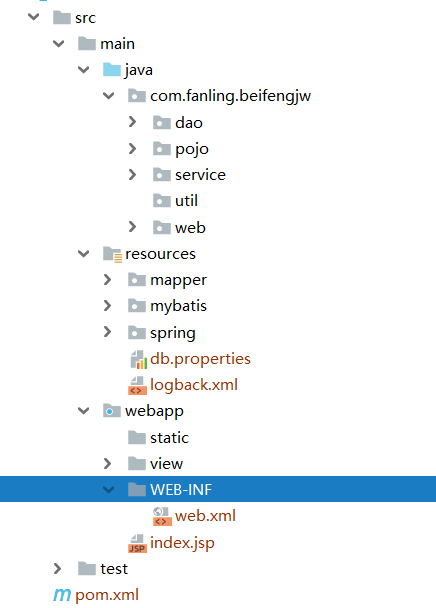 src
main
java
com.fanling.beifengjw
dao
pojo
service
util
web
resources
mapper
mybatis
spring
db.properties
logback.xml
webapp
static
view
WEB-INF
web.xml
index.jsp
test
pom.xml